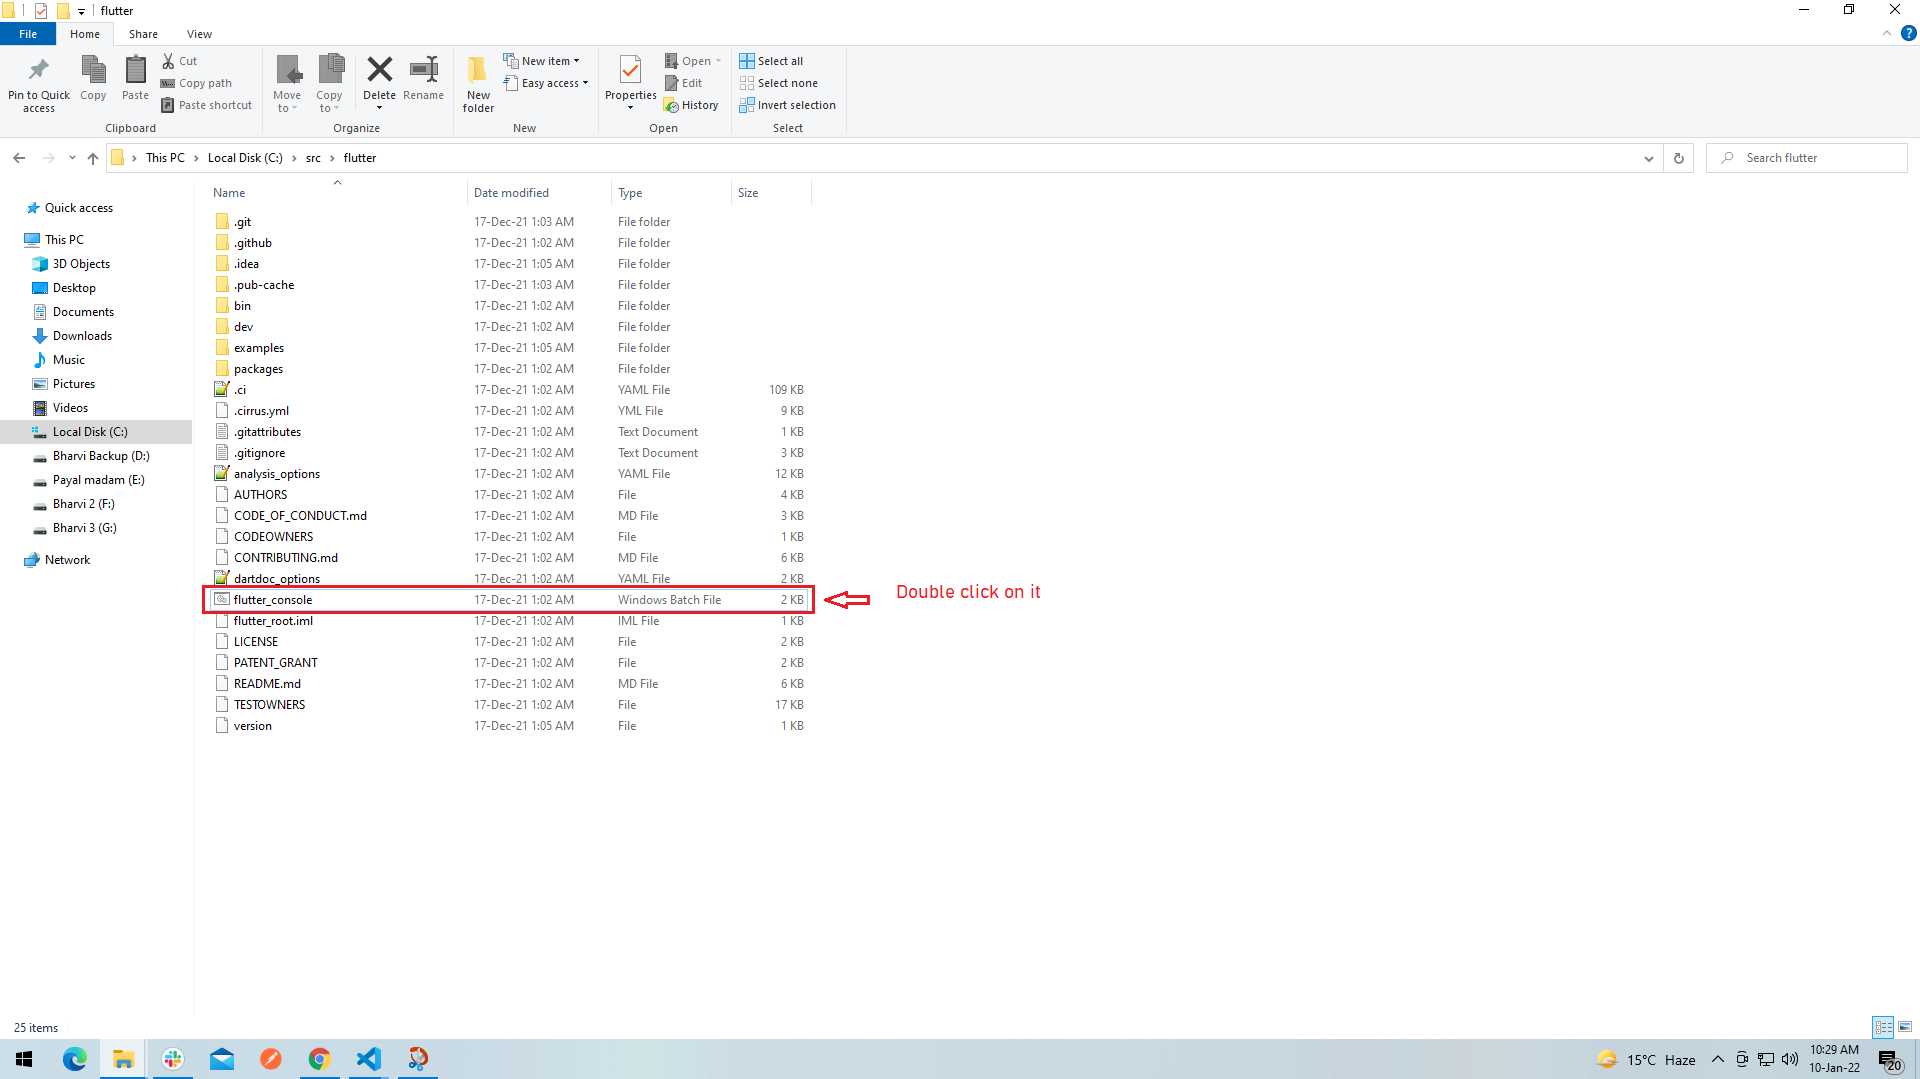 flutter
File Home Share View
Pin to Quick access
Copy
Paste
Cut
Copy path
Paste shortcut
Clipboard
Move to
Copy to
Delete
Rename
Organize
New folder
New item
Easy access
New
Properties
Open
Edit
History
Open
Select all
Select none
Invert selection
Select
This PC > Local Disk (C:) > src > flutter
Search flutter
Quick access
This PC
3D Objects
Desktop
Documents
Downloads
Music
Pictures
Videos
Local Disk (C:)
Bharvi Backup (D:)
Payal madam (E:)
Bharvi 2 (F:)
Bharvi 3 (G:)
Network
Name Date modified Type Size
.git 17-Dec-21 1:03 AM File folder
.github 17-Dec-21 1:02 AM File folder
.idea 17-Dec-21 1:05 AM File folder
.pub-cache 17-Dec-21 1:03 AM File folder
bin 17-Dec-21 1:02 AM File folder
dev 17-Dec-21 1:02 AM File folder
examples 17-Dec-21 1:05 AM File folder
packages 17-Dec-21 1:02 AM File folder
.ci 17-Dec-21 1:02 AM YAML File 109 KB
.cirrus.yml 17-Dec-21 1:02 AM YML File 9 KB
.gitattributes 17-Dec-21 1:02 AM Text Document 1 KB
.gitignore 17-Dec-21 1:02 AM Text Document 3 KB
analysis_options 17-Dec-21 1:02 AM YAML File 12 KB
AUTHORS 17-Dec-21 1:02 AM File 4 KB
CODE_OF_CONDUCT.md 17-Dec-21 1:02 AM MD File 3 KB
CODEOWNERS 17-Dec-21 1:02 AM File 1 KB
CONTRIBUTING.md 17-Dec-21 1:02 AM MD File 6 KB
dartdoc_options 17-Dec-21 1:02 AM YAML File 2 KB
flutter_console 17-Dec-21 1:02 AM Windows Batch File 2 KB
Double click on it
flutter_root.iml 17-Dec-21 1:02 AM IML File 1 KB
LICENSE 17-Dec-21 1:02 AM File 2 KB
PATENT_GRANT 17-Dec-21 1:02 AM File 2 KB
README.md 17-Dec-21 1:02 AM MD File 6 KB
TESTOWNERS 17-Dec-21 1:02 AM File 17 KB
version 17-Dec-21 1:05 AM File 1 KB
25 items
15°C Haze
10:29 AM
10-Jan-22
20